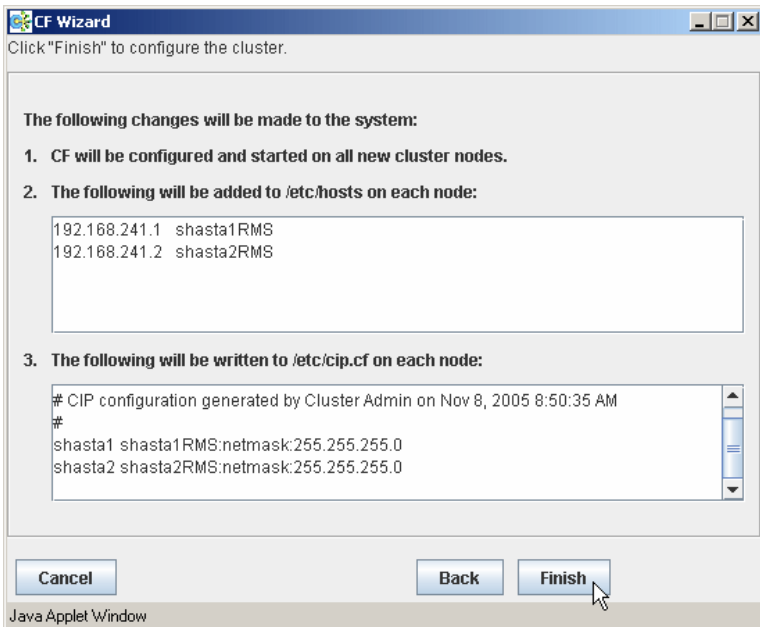 CF Wizard
Click "Finish" to configure the cluster.
The following changes will be made to the system:
1. CF will be configured and started on all new cluster nodes.
2. The following will be added to /etc/hosts on each node:
192.168.241.1 shasta1RMS
192.168.241.2 shasta2RMS
3. The following will be written to /etc/cip.cf on each node:
# CIP configuration generated by Cluster Admin on Nov 8, 2005 8:50:35 AM
#
shasta1 shasta1RMS:netmask:255.255.255.0
shasta2 shasta2RMS:netmask:255.255.255.0
Cancel Back Finish
Java Applet Window